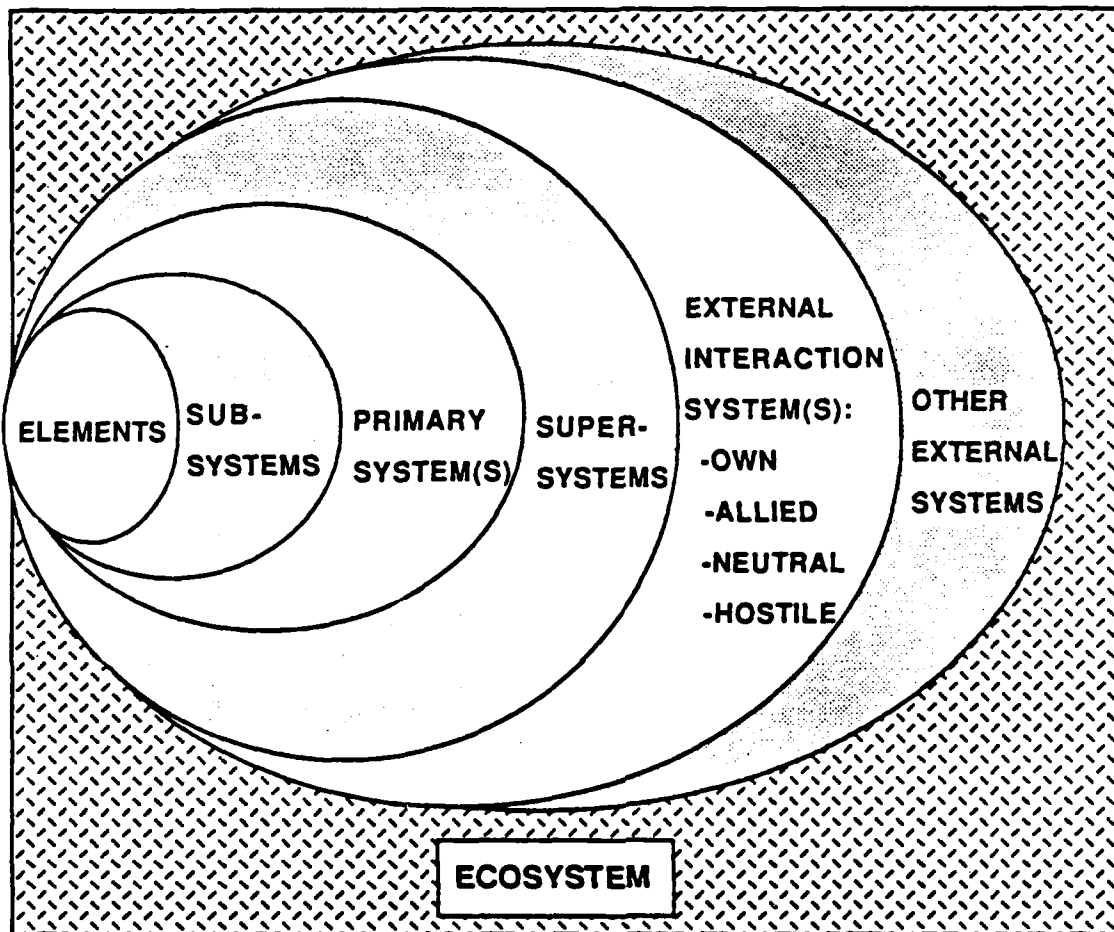 ELEMENTS
SUB-
SYSTEMS
PRIMARY
SYSTEM(S)
SUPER-
SYSTEMS
EXTERNAL
INTERACTION
SYSTEM(S):
-OWN
-ALLIED
-NEUTRAL
-HOSTILE
OTHER
EXTERNAL
SYSTEMS
ECOSYSTEM